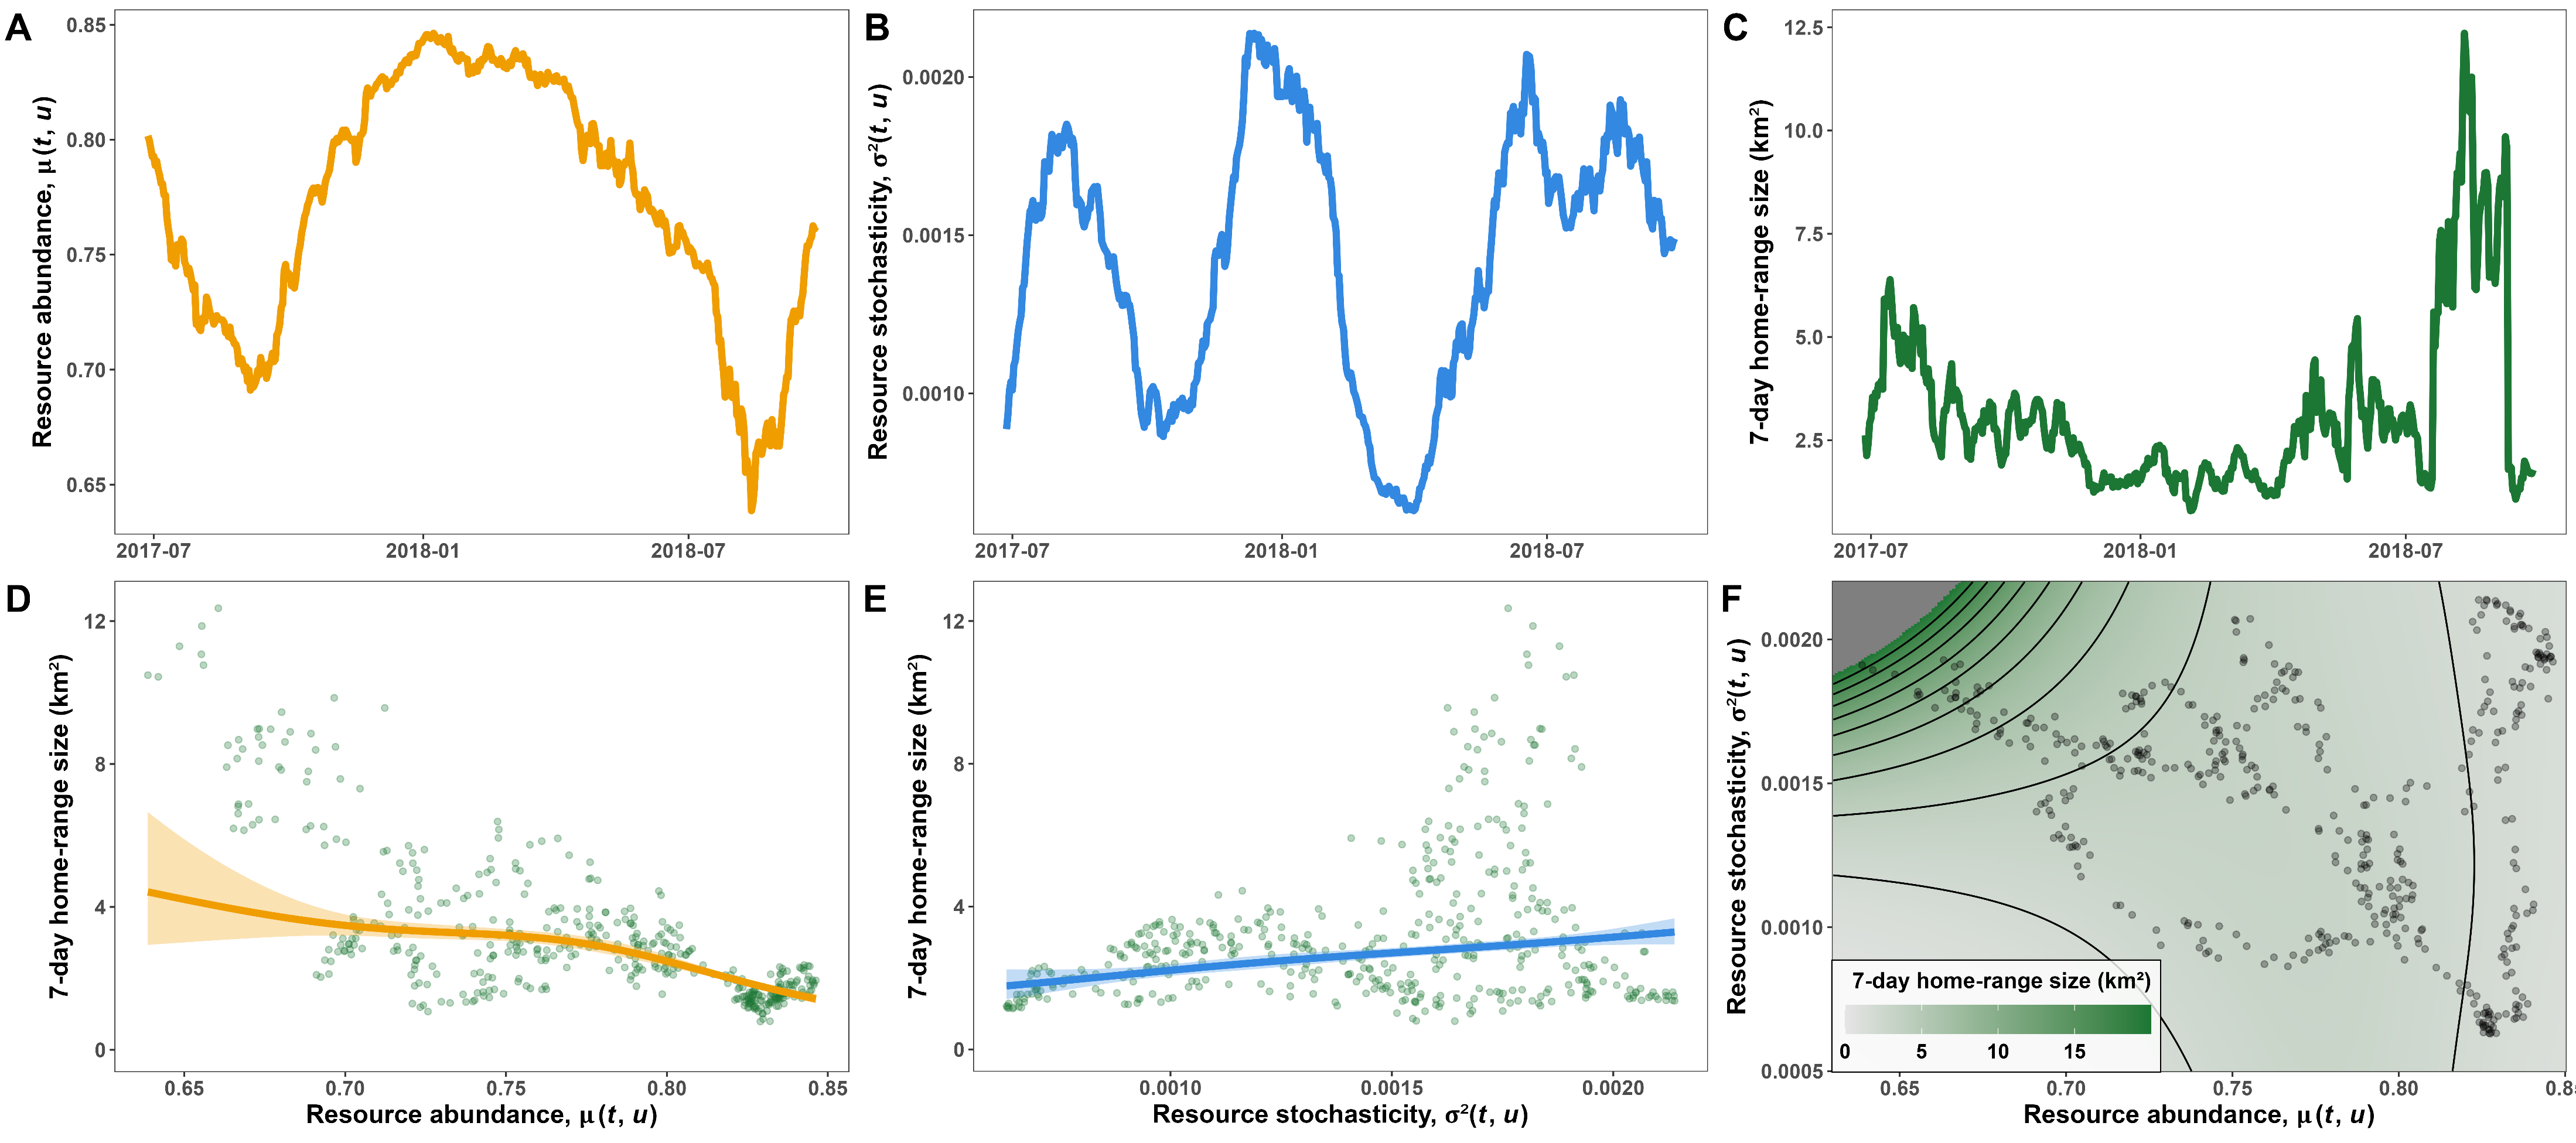 A
Resource abundance, μ(t, u)
0.85
0.80
0.75
0.70
0.65
2017-07 2018-01 2018-07
B
Resource stochasticity, σ²(t, u)
0.0020
0.0015
0.0010
2017-07 2018-01 2018-07
C
7-day home-range size (km²)
12.5
10.0
7.5
5.0
2.5
2017-07 2018-01 2018-07
D
7-day home-range size (km²)
12
8
4
0
0.65 0.70 0.75 0.80 0.85
Resource abundance, μ(t, u)
E
7-day home-range size (km²)
12
8
4
0
0.0010 0.0015 0.0020
Resource stochasticity, σ²(t, u)
F
Resource stochasticity, σ²(t, u)
0.0020
0.0015
0.0010
0.0005
7-day home-range size (km²)
0 5 10 15
0.65 0.70 0.75 0.80
Resource abundance, μ(t, u)